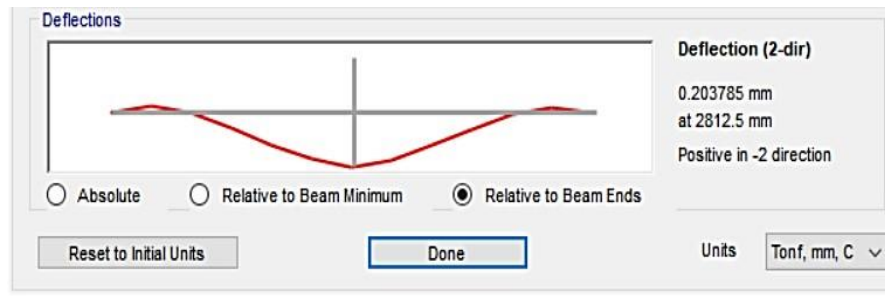 Deflections
Deflection (2-dir)
0.203785 mm
at 2812.5 mm
Positive in -2 direction
Absolute
Relative to Beam Minimum
Relative to Beam Ends
Reset to Initial Units
Done
Units
Tonf, mm, C